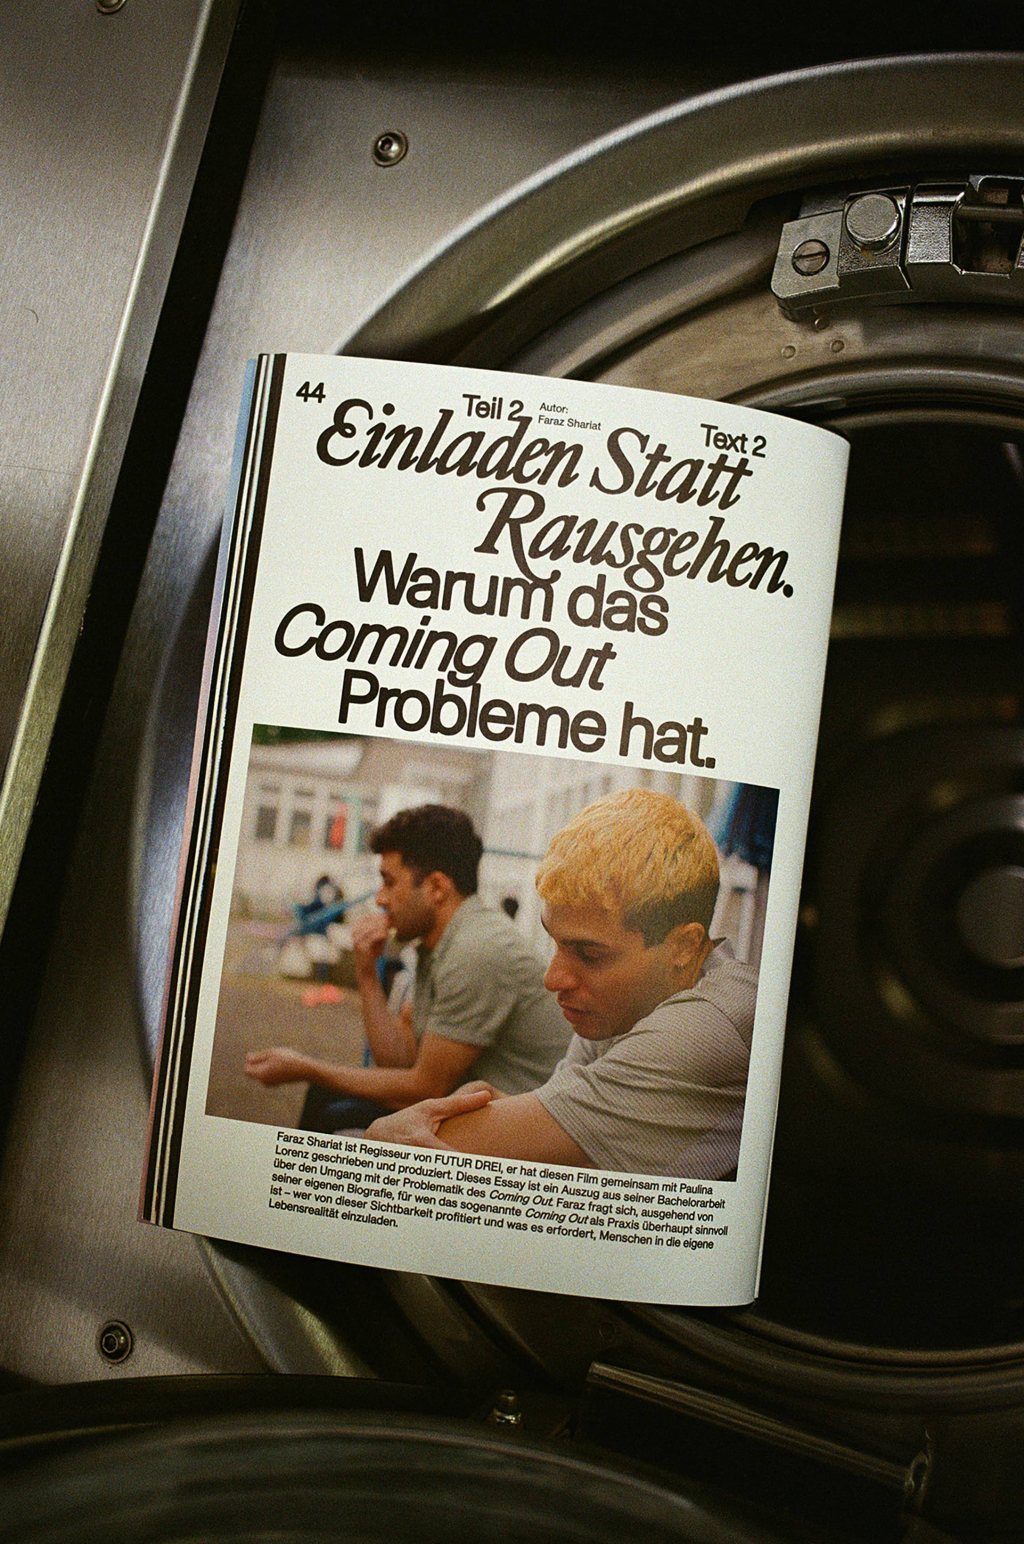 44
Teil 2
Autor:
Faraz Shariat
Text 2
Einladen Statt
Rausgehen.
Warum das
Coming Out
Probleme hat.
Faraz Shariat ist Regisseur von FUTUR DREI, er hat diesen Film gemeinsam mit Paulina
Lorenz geschrieben und produziert. Dieses Essay ist ein Auszug aus seiner Bachelorarbeit
über den Umgang mit der Problematik des Coming Out. Faraz fragt sich, ausgehend von
seiner eigenen Biografie, für wen das sogenannte Coming Out als Praxis überhaupt sinnvoll
ist – wer von dieser Sichtbarkeit profitiert und was es erfordert, Menschen in die eigene
Lebensrealität einzuladen.